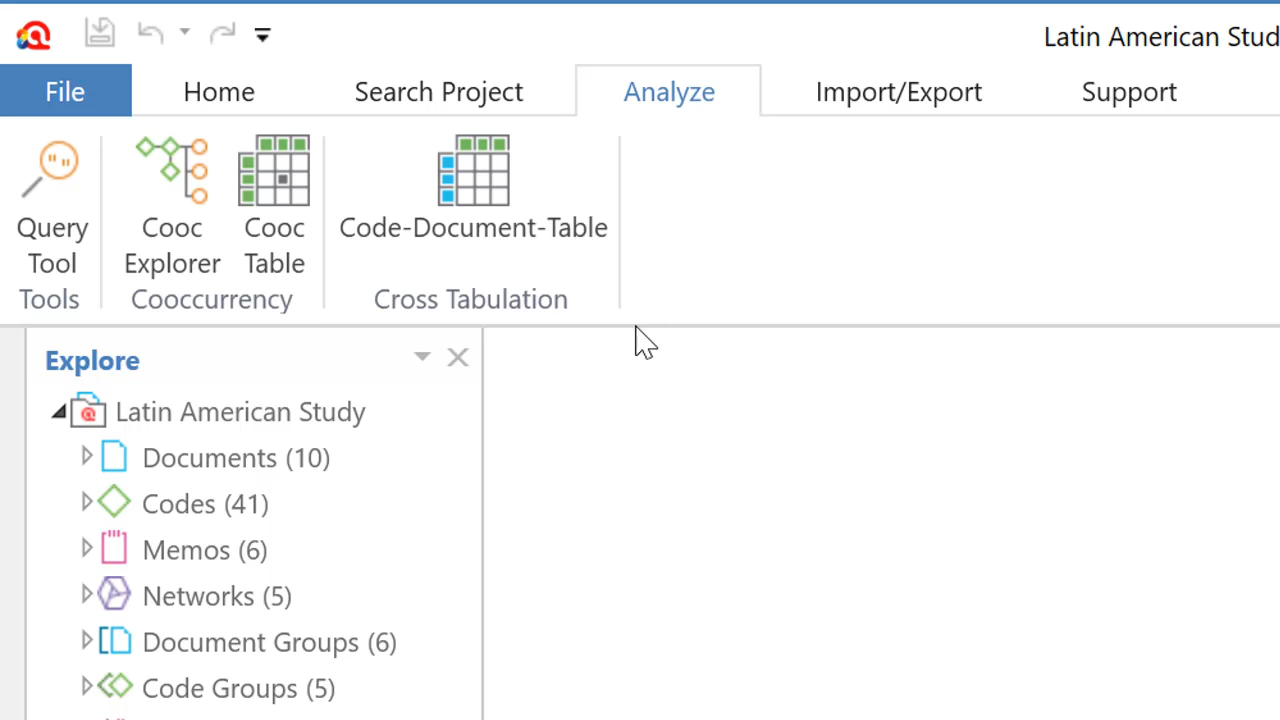 Latin American Stud
File Home Search Project Analyze Import/Export Support
Query Tool
Cooc Explorer
Cooc Table
Code-Document-Table
Tools Cooccurrency Cross Tabulation
Explore
Latin American Study
Documents (10)
Codes (41)
Memos (6)
Networks (5)
Document Groups (6)
Code Groups (5)